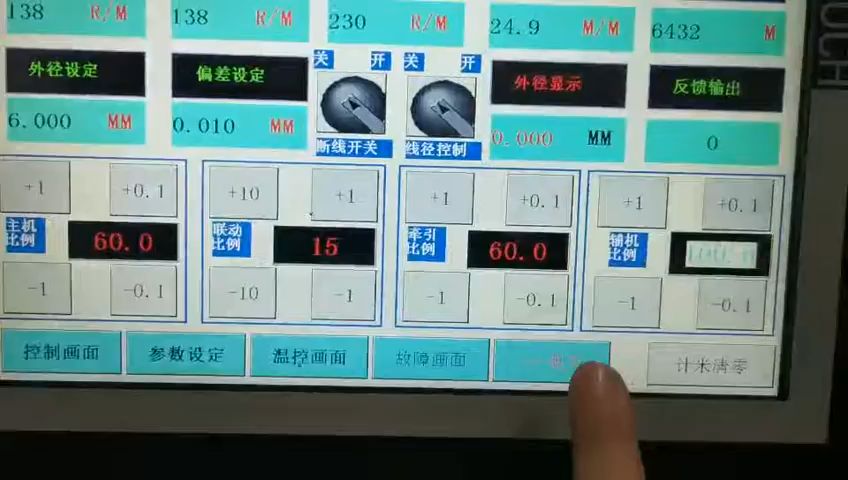 138 R/M 138 R/M 230 R/M 24.9 M/M 6432 M
外径设定 偏差设定 关 开 关 开 外径显示 反馈输出
6.000 MM 0.010 MM 断线开关 线径控制 0.000 MM 0
+1 +0.1 +10 +1 +1 +0.1 +1 +0.1
主机比例 60.0 联动比例 15 牵引比例 60.0 辅机比例
-1 -0.1 -10 -1 -1 -0.1 -1 -0.1
控制画面 参数设定 温控画面 故障画面 计米清零
OUCH